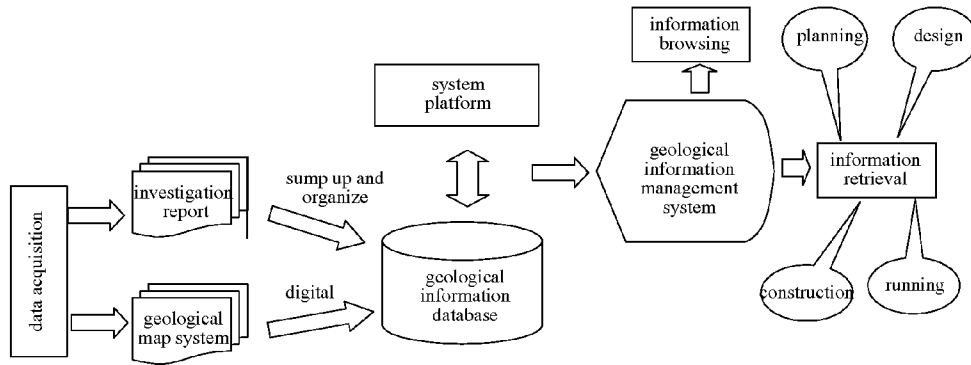 data acquisition
investigation
report
geological
map system
sump up and
organize
digital
system
platform
geological
information
database
information
browsing
geological
information
management
system
planning
design
information
retrieval
construction
running